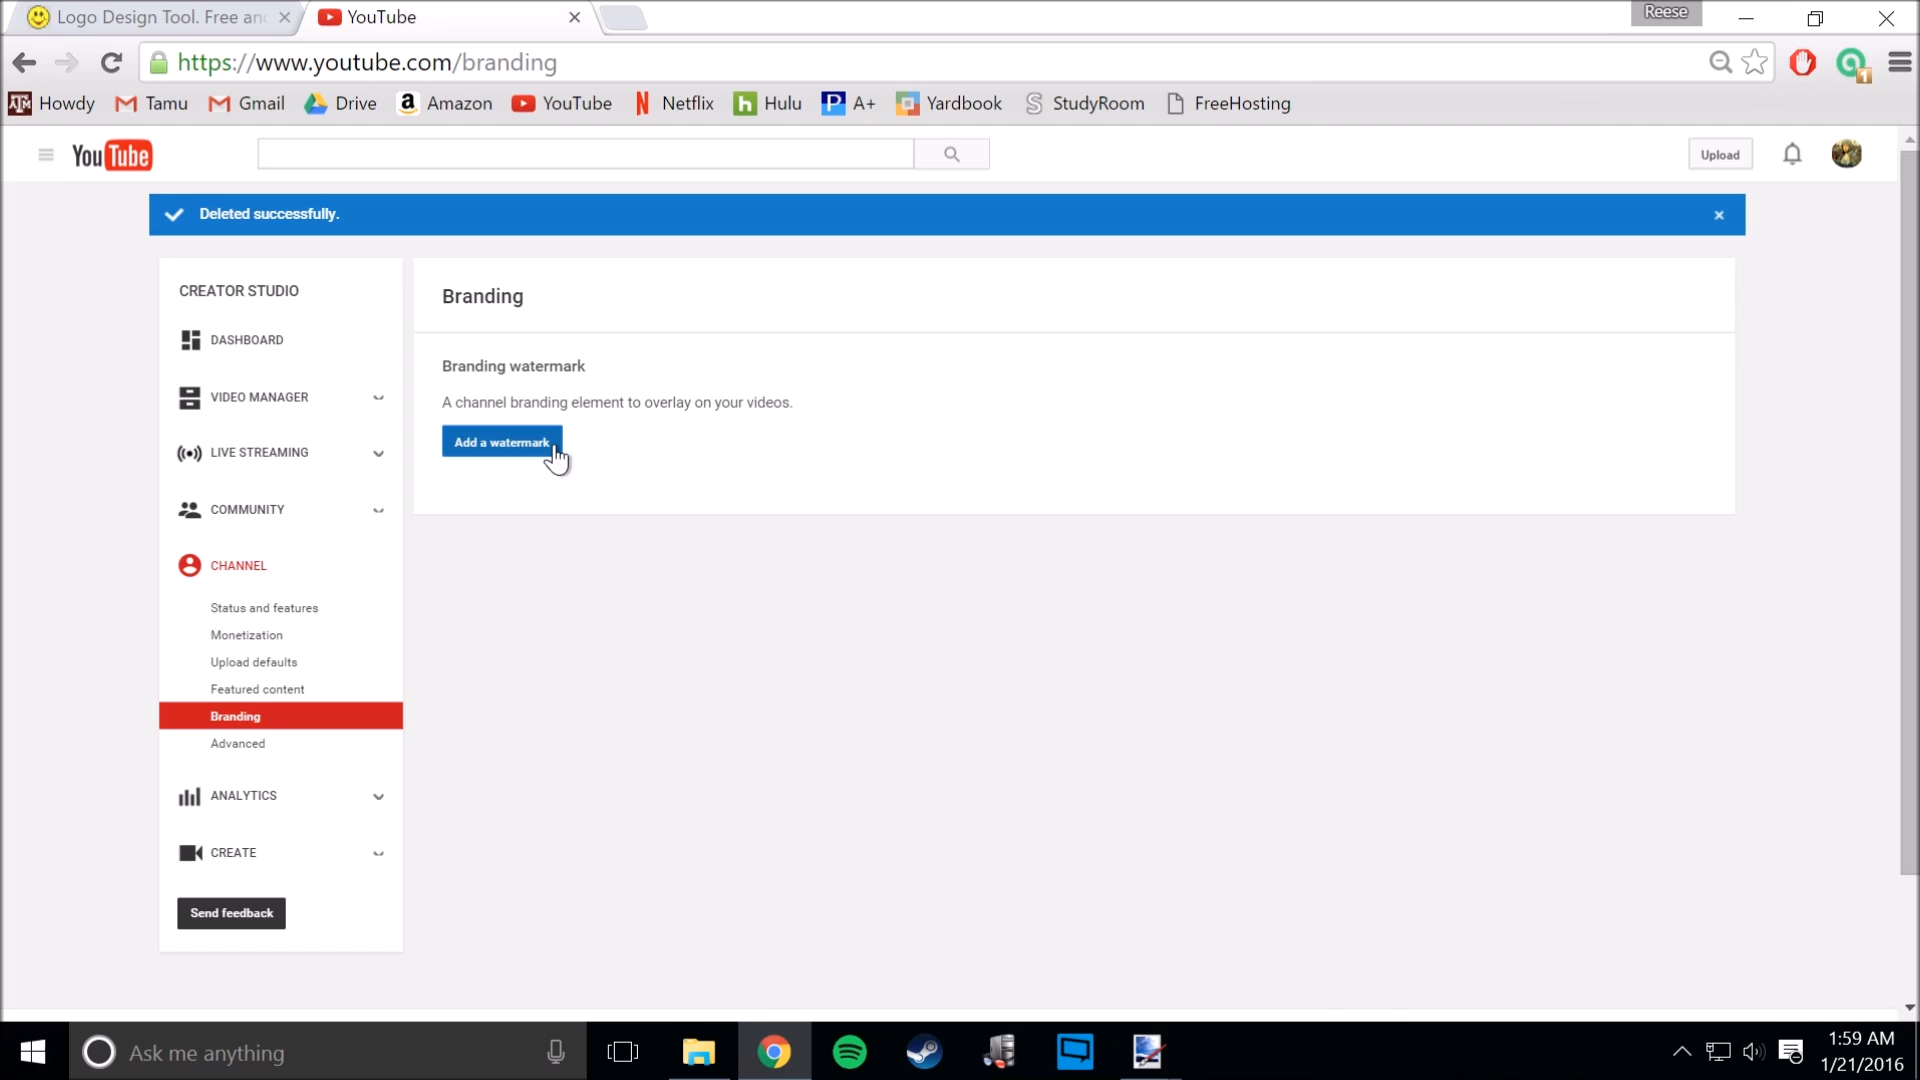 Logo Design Tool. Free an
YouTube
Reese
https://www.youtube.com/branding
Howdy
Tamu
Gmail
Drive
Amazon
YouTube
Netflix
Hulu
A+
Yardbook
StudyRoom
FreeHosting
YouTube
Upload
Deleted successfully.
CREATOR STUDIO
DASHBOARD
VIDEO MANAGER
LIVE STREAMING
COMMUNITY
CHANNEL
Status and features
Monetization
Upload defaults
Featured content
Branding
Advanced
ANALYTICS
CREATE
Send feedback
Branding
Branding watermark
A channel branding element to overlay on your videos.
Add a watermark
Ask me anything
1:59 AM
1/21/2016